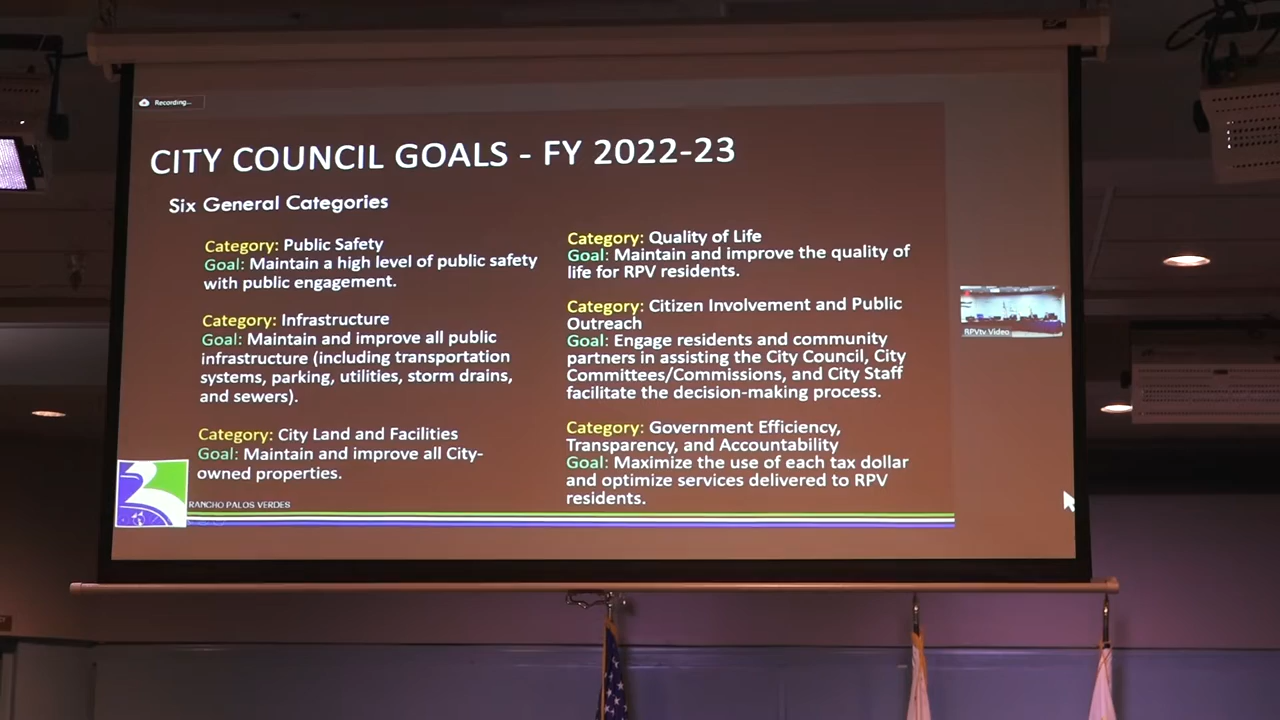 Recording...
CITY COUNCIL GOALS - FY 2022-23
Six General Categories
Category: Public Safety
Goal: Maintain a high level of public safety
with public engagement.
Category: Infrastructure
Goal: Maintain and improve all public
infrastructure (including transportation
systems, parking, utilities, storm drains,
and sewers).
Category: City Land and Facilities
Goal: Maintain and improve all City-
owned properties.
Category: Quality of Life
Goal: Maintain and improve the quality of
life for RPV residents.
Category: Citizen Involvement and Public
Outreach
Goal: Engage residents and community
partners in assisting the City Council, City
Committees/Commissions, and City Staff
facilitate the decision-making process.
Category: Government Efficiency,
Transparency, and Accountability
Goal: Maximize the use of each tax dollar
and optimize services delivered to RPV
residents.
RANCHO PALOS VERDES
RPVtv Video